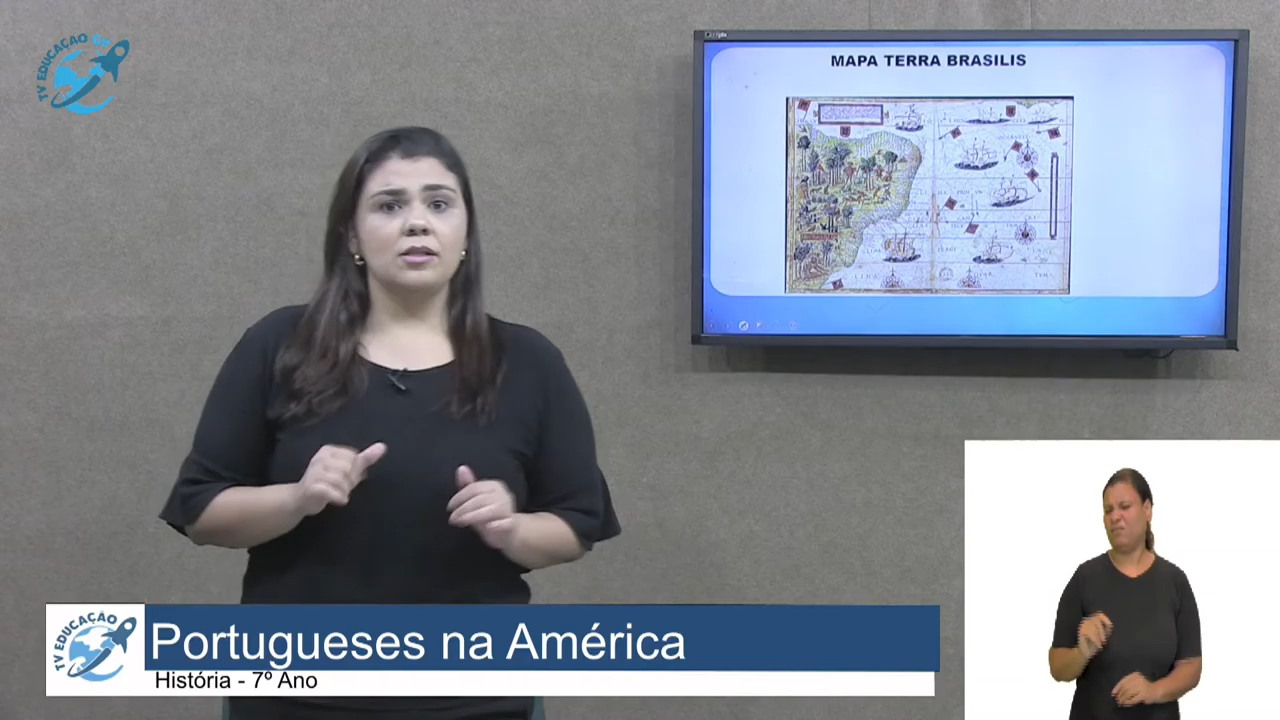 TV EDUCAÇÃO
MAPA TERRA BRASILIS
TV EDUCAÇÃO
Portugueses na América
História - 7º Ano